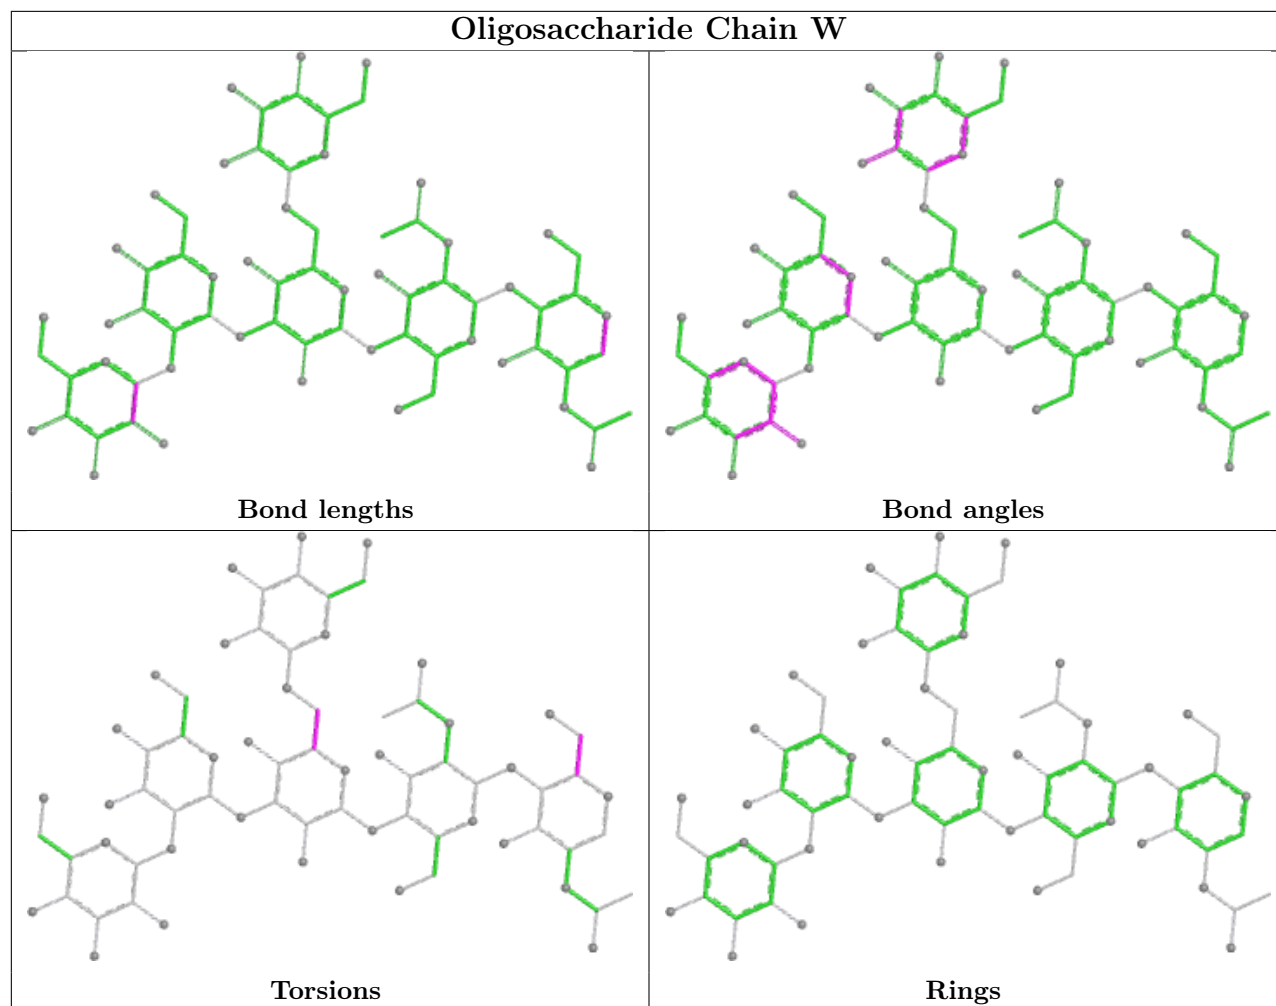 Oligosaccharide Chain W
Bond lengths
Bond angles
Torsions
Rings